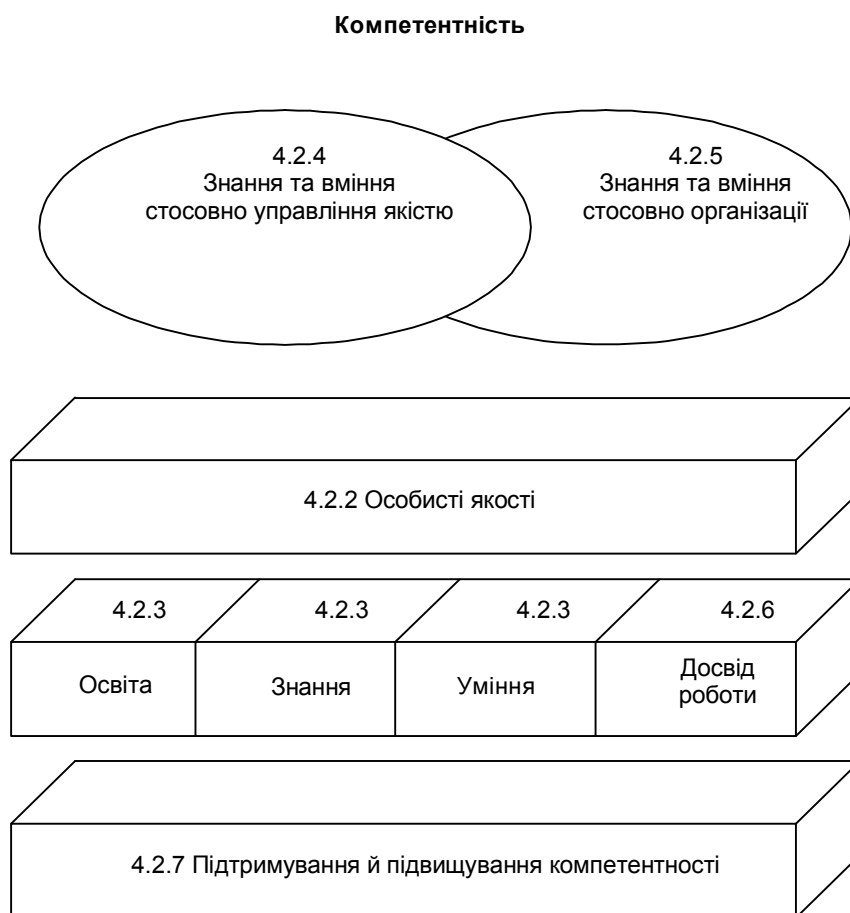 Компетентність
4.2.4
Знання та вміння
стосовно управління якістю
4.2.5
Знання та вміння
стосовно організації
4.2.2 Особисті якості
4.2.3
4.2.3
4.2.3
4.2.6
Освіта
Знання
Уміння
Досвід
роботи
4.2.7 Підтримування й підвищування компетентності